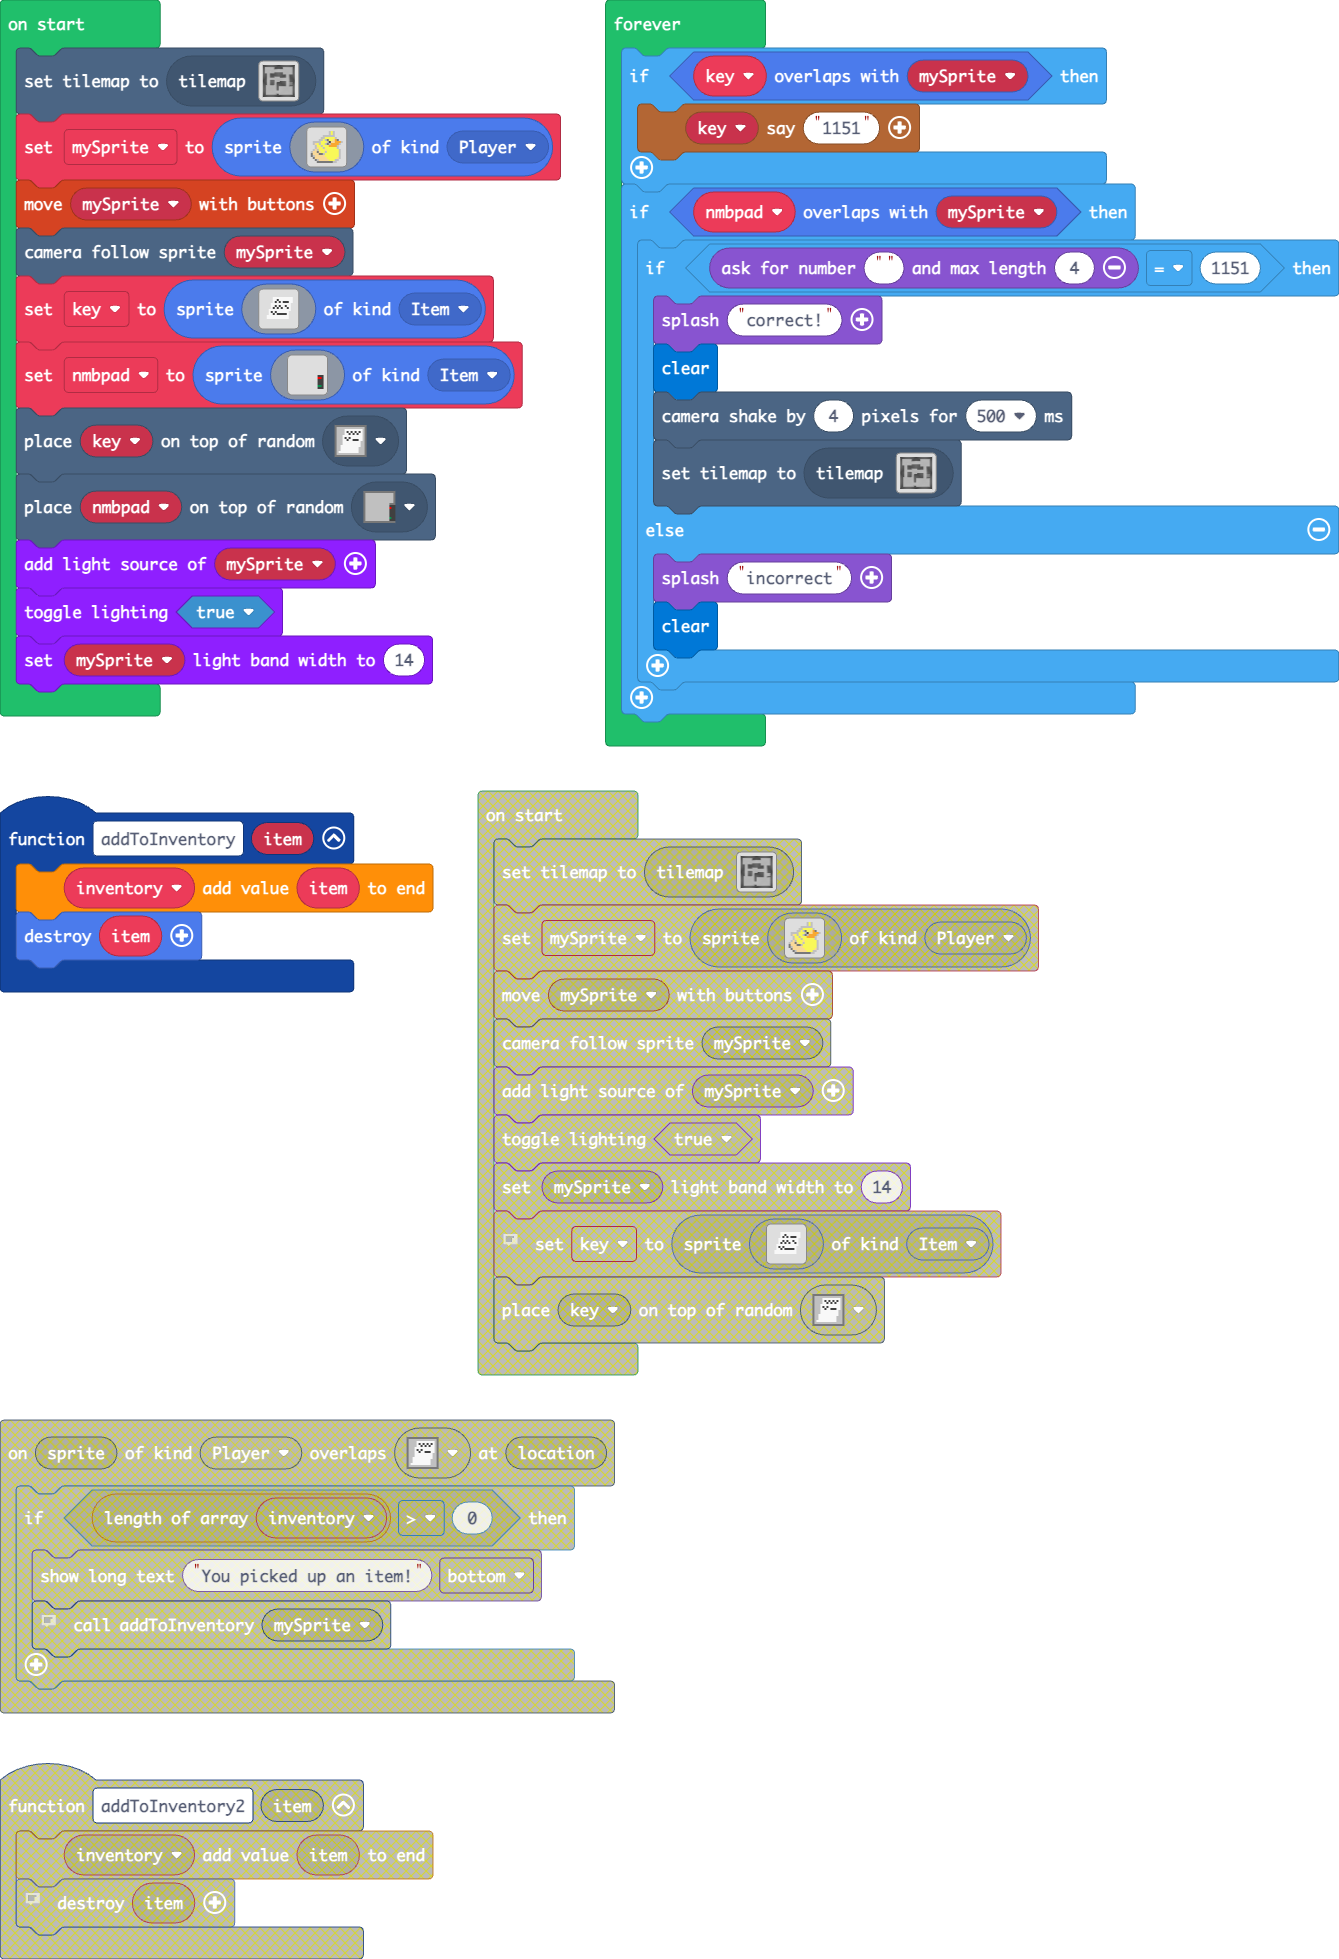 on start
set tilemap to tilemap
set mySprite to sprite of kind Player
move mySprite with buttons
camera follow sprite mySprite
set key to sprite of kind Item
set nmbpad to sprite of kind Item
place key on top of random
place nmbpad on top of random
add light source of mySprite
toggle lighting true
set mySprite light band width to 14
forever
if key overlaps with mySprite then
key say "1151"
if nmbpad overlaps with mySprite then
if ask for number " " and max length 4 = 1151 then
splash "correct!"
clear
camera shake by 4 pixels for 500 ms
set tilemap to tilemap
else
splash "incorrect"
clear
function addToInventory item
inventory add value item to end
destroy item
on start
set tilemap to tilemap
set mySprite to sprite of kind Player
move mySprite with buttons
camera follow sprite mySprite
add light source of mySprite
toggle lighting true
set mySprite light band width to 14
set key to sprite of kind Item
place key on top of random
on sprite of kind Player overlaps at location
if length of array inventory > 0 then
show long text "You picked up an item!" bottom
call addToInventory mySprite
function addToInventory2 item
inventory add value item to end
destroy item